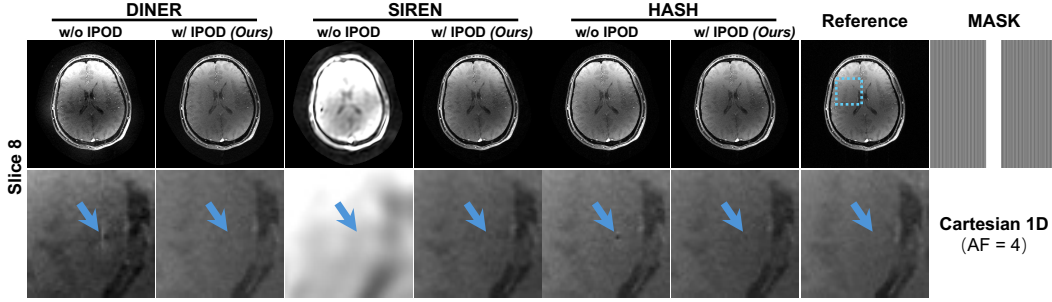 DINER
SIREN
HASH
Reference
MASK
w/o IPOD
w/ IPOD (Ours)
w/o IPOD
w/ IPOD (Ours)
w/o IPOD
w/ IPOD (Ours)
Slice 8
Cartesian 1D
(AF = 4)